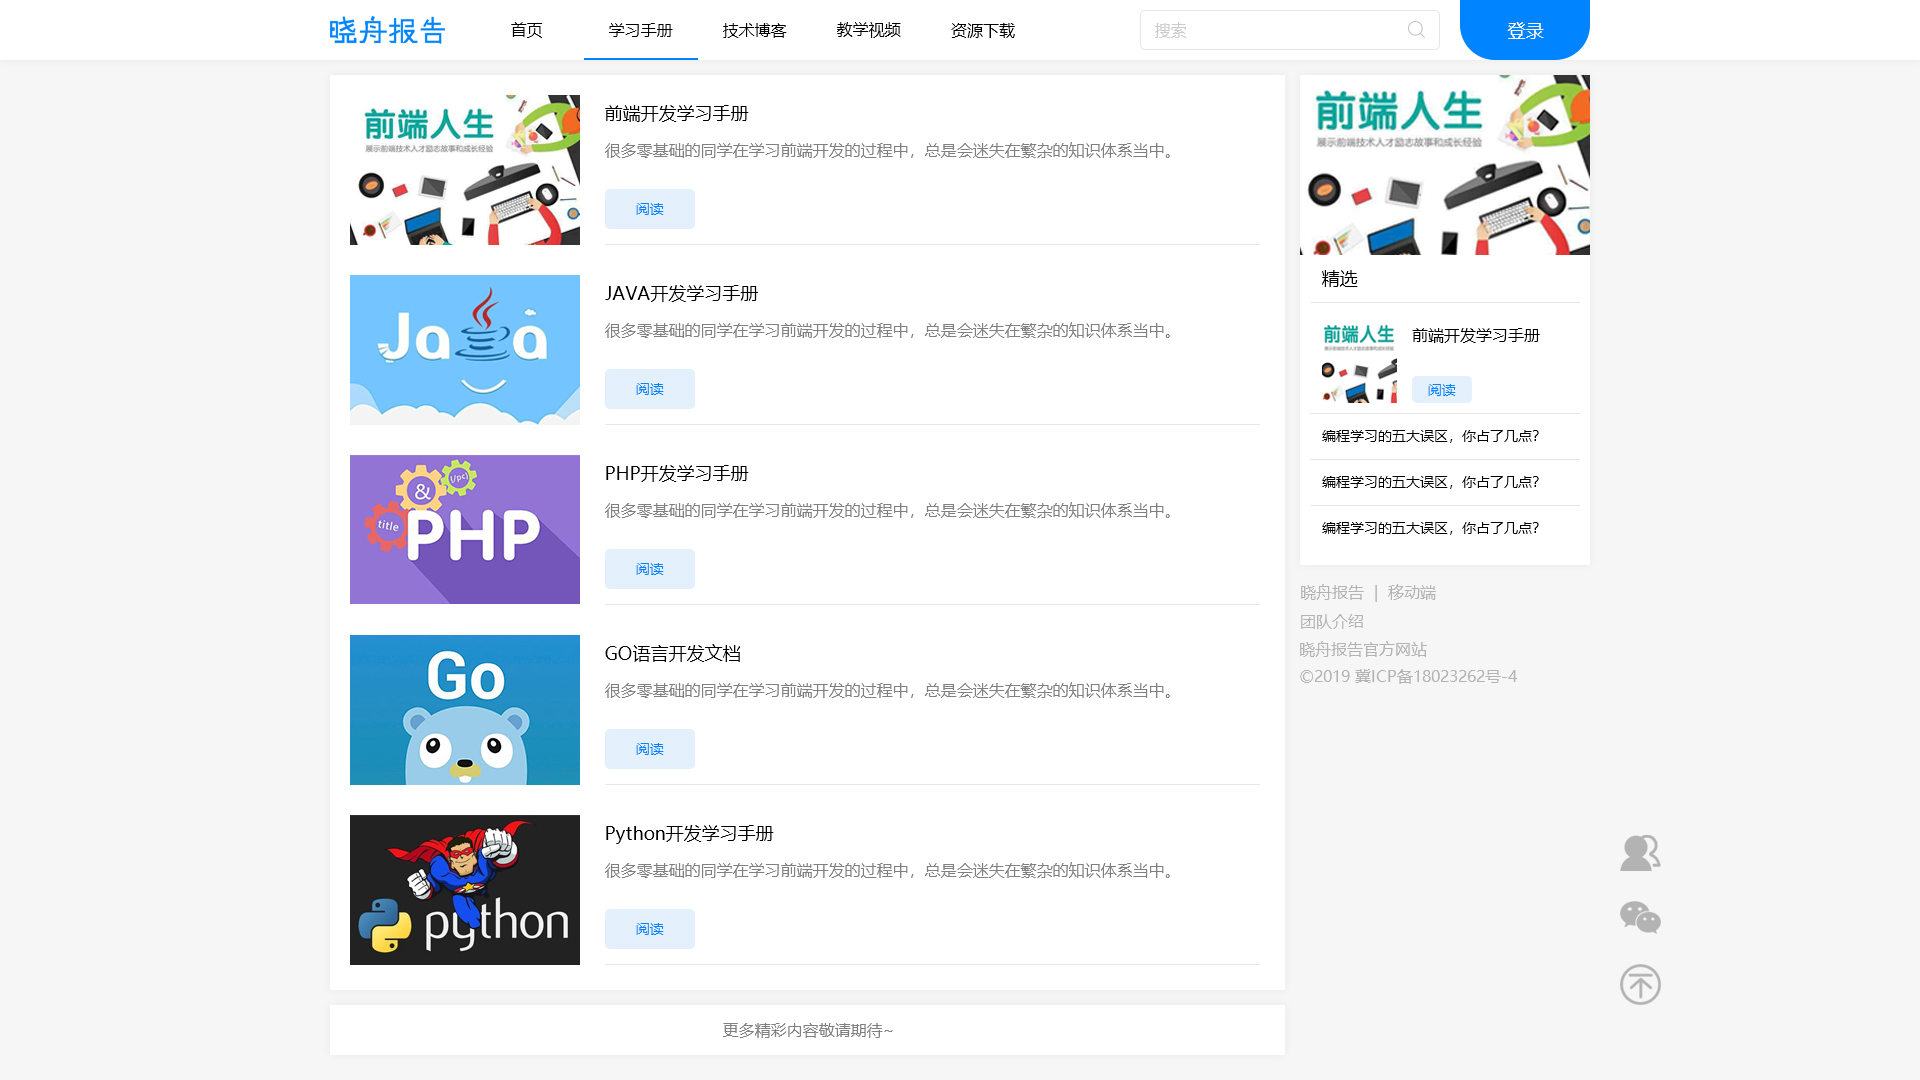 晓舟报告
首页
学习手册
技术博客
教学视频
资源下载
搜索
登录
前端人生
展示前端技术人才励志故事和成长经验
前端开发学习手册
很多零基础的同学在学习前端开发的过程中，总是会迷失在繁杂的知识体系当中。
阅读
Java
JAVA开发学习手册
很多零基础的同学在学习前端开发的过程中，总是会迷失在繁杂的知识体系当中。
阅读
&
Upcl
title
PHP
PHP开发学习手册
很多零基础的同学在学习前端开发的过程中，总是会迷失在繁杂的知识体系当中。
阅读
Go
GO语言开发文档
很多零基础的同学在学习前端开发的过程中，总是会迷失在繁杂的知识体系当中。
阅读
python
Python开发学习手册
很多零基础的同学在学习前端开发的过程中，总是会迷失在繁杂的知识体系当中。
阅读
更多精彩内容敬请期待~
前端人生
展示前端技术人才励志故事和成长经验
精选
前端人生
展示前端技术人才励志故事和成长经验
前端开发学习手册
阅读
编程学习的五大误区，你占了几点？
编程学习的五大误区，你占了几点？
编程学习的五大误区，你占了几点？
晓舟报告 | 移动端
团队介绍
晓舟报告官方网站
©2019 冀ICP备18023262号-4